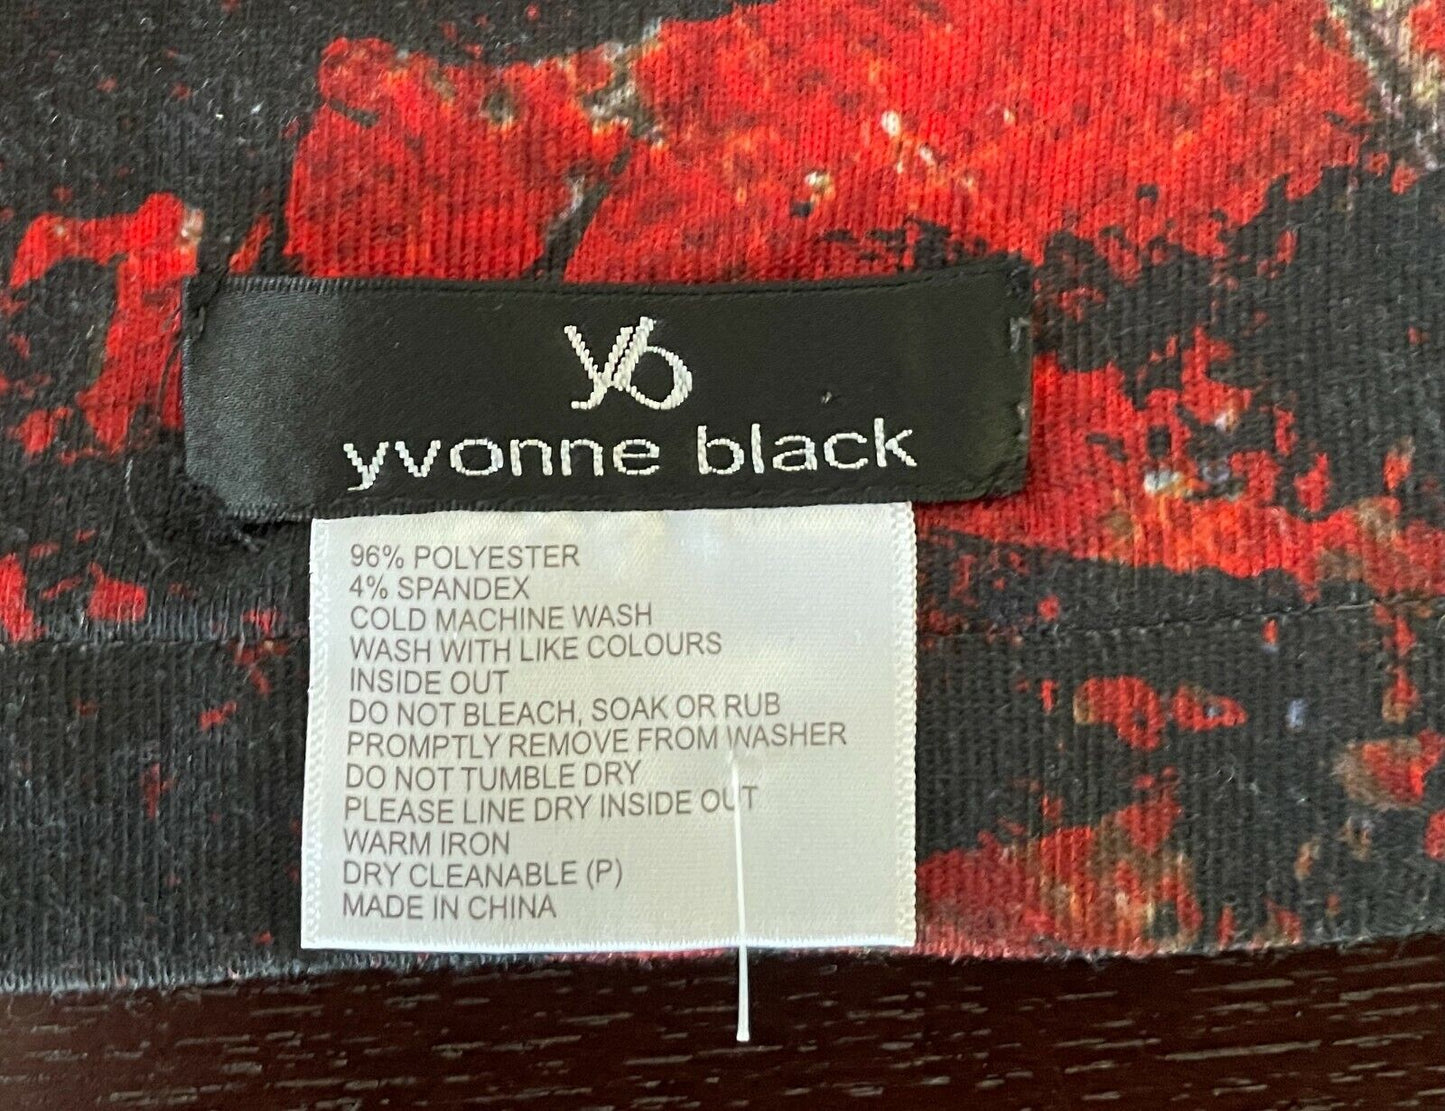 yb
yvonne black
96% POLYESTER
4% SPANDEX
COLD MACHINE WASH
WASH WITH LIKE COLOURS
INSIDE OUT
DO NOT BLEACH, SOAK OR RUB
PROMPTLY REMOVE FROM WASHER
DO NOT TUMBLE DRY
PLEASE LINE DRY INSIDE OUT
WARM IRON
DRY CLEANABLE (P)
MADE IN CHINA